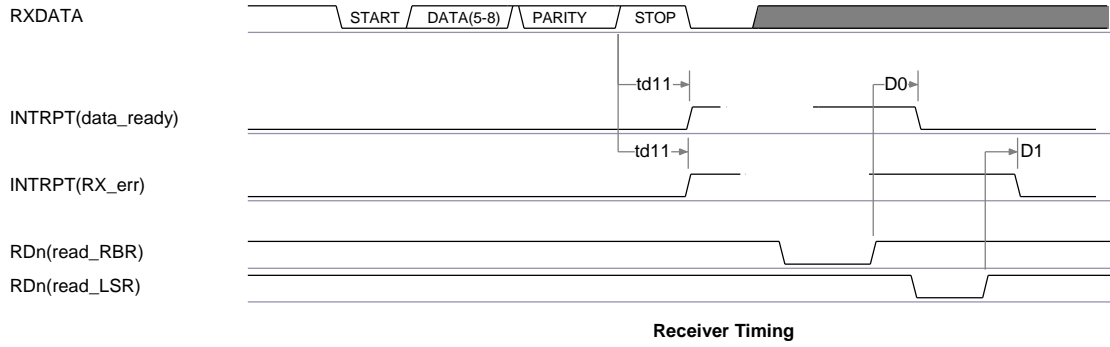 RXDATA
START DATA(5-8) PARITY STOP
td11 D0
INTRPT(data_ready)
td11 D1
INTRPT(RX_err)
RDn(read_RBR)
RDn(read_LSR)
Receiver Timing